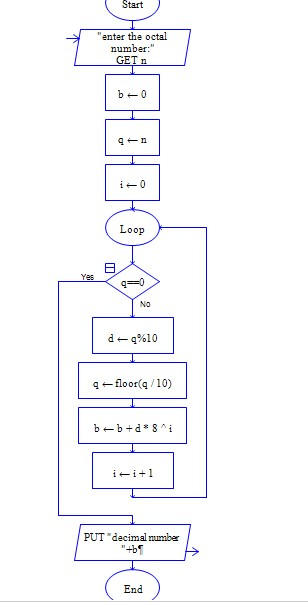 Start
"enter the octal
number:"
GET n
b ← 0
q ← n
i ← 0
Loop
Yes
q==0
No
d ← q%10
q ← floor(q / 10)
b ← b + d * 8 ^ i
i ← i + 1
PUT "decimal number
"+b¶
End